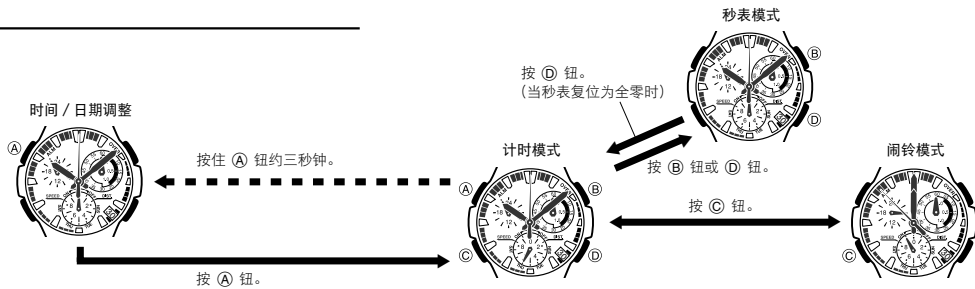 秒表模式
Ⓑ
按 Ⓓ 钮。
(当秒表复位为全零时)
Ⓓ
时间 / 日期调整
Ⓐ
按住 Ⓐ 钮约三秒钟。
计时模式
按 Ⓑ 钮或 Ⓓ 钮。
闹铃模式
Ⓐ
Ⓑ
按 Ⓒ 钮。
Ⓒ
Ⓓ
Ⓒ
按 Ⓐ 钮。